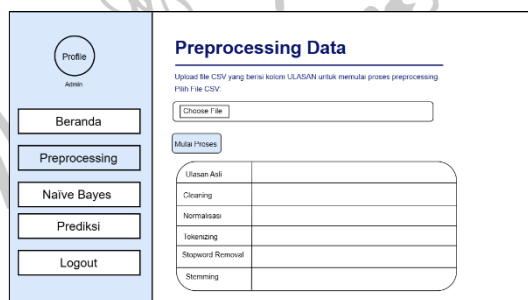 Profile
Admin
Beranda
Preprocessing
Naïve Bayes
Prediksi
Logout
Preprocessing Data
Upload file CSV yang berisi kolom ULASAN untuk memulai proses preprocessing.
Pilih File CSV:
Choose File
Mulai Proses
Ulasan Asli
Cleaning
Normalisasi
Tokenizing
Stopword Removal
Stemming